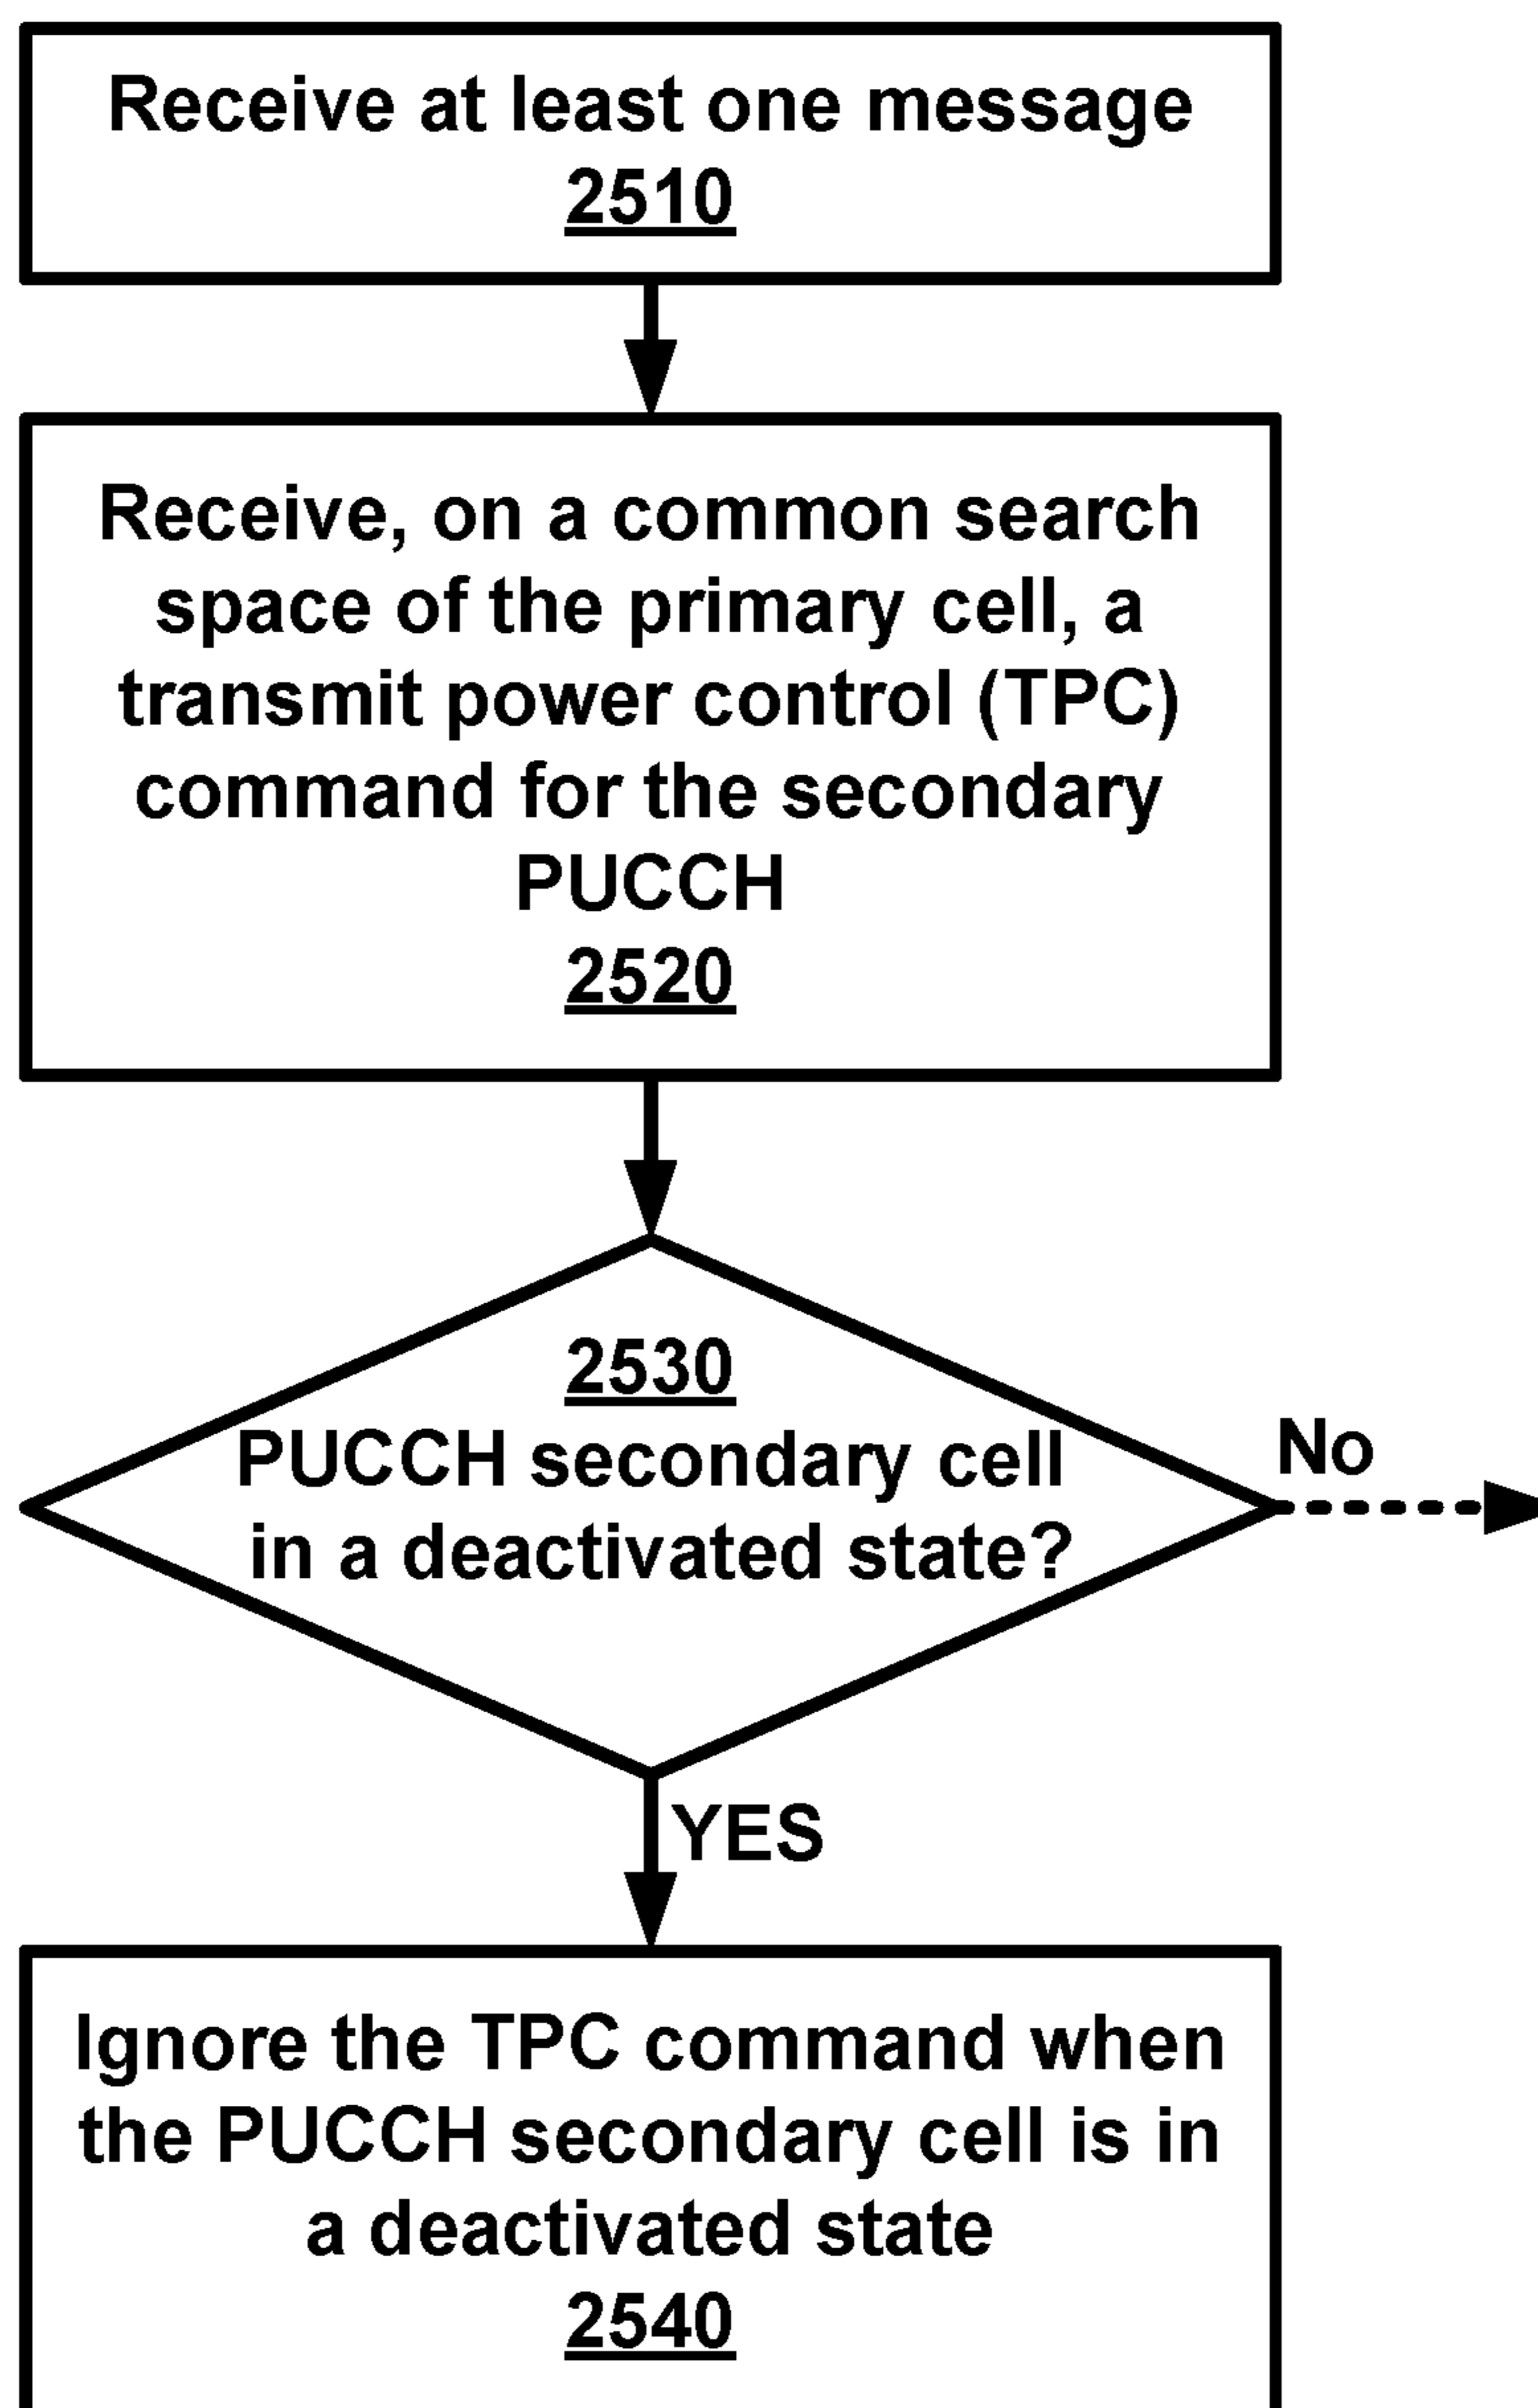 Receive at least one message
2510
Receive, on a common search
space of the primary cell, a
transmit power control (TPC)
command for the secondary
PUCCH
2520
2530
PUCCH secondary cell
in a deactivated state?
No
YES
Ignore the TPC command when
the PUCCH secondary cell is in
a deactivated state
2540